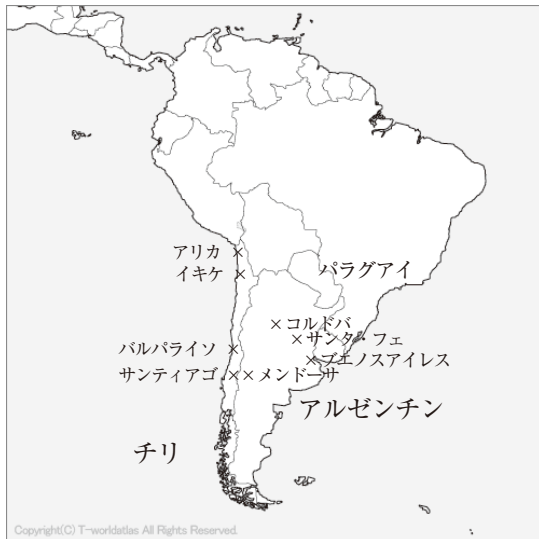 アリカ
イキケ
パラグアイ
コルドバ
サンタ・フェ
バルパライソ
ブエノスアイレス
サンティアゴ
メンドーサ
アルゼンチン
チリ
Copyright(C) T-worldatlas All Rights Reserved.